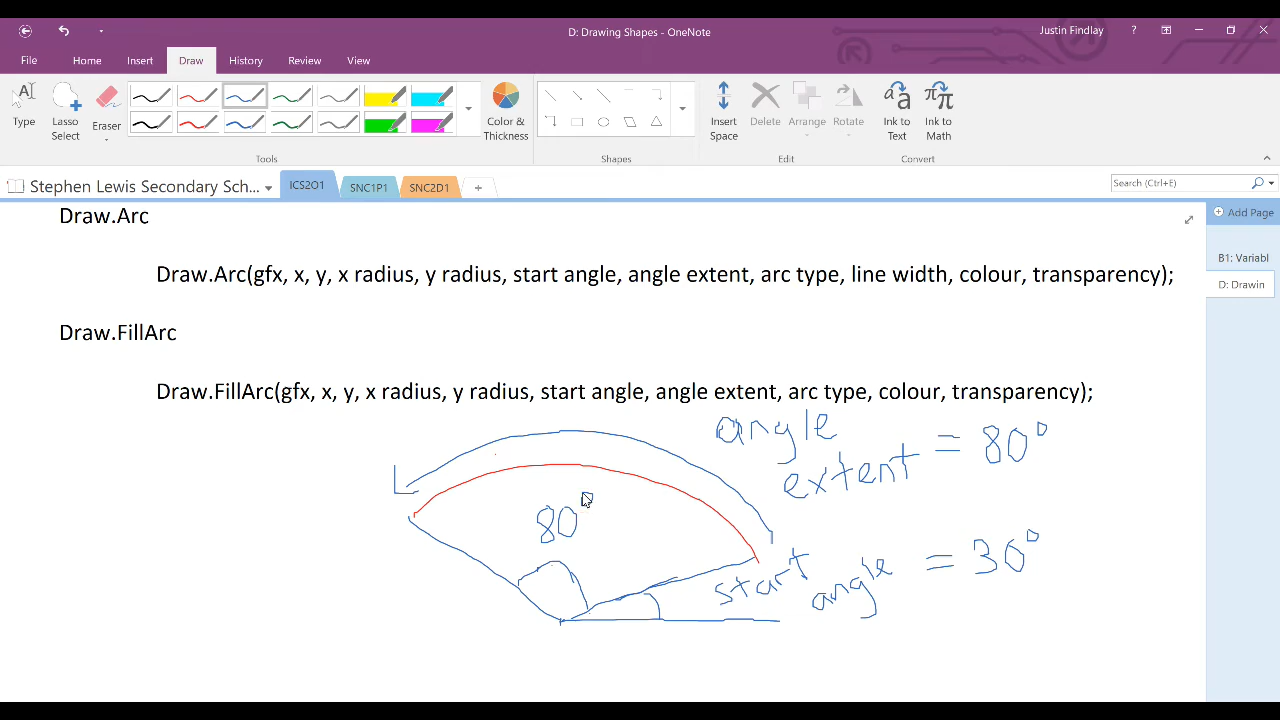 D: Drawing Shapes - OneNote
Justin Findlay
?
File Home Insert Draw History Review View
Type
Lasso Select
Eraser
Color & Thickness
Insert Space
Delete
Arrange
Rotate
Ink to Text
Ink to Math
Tools
Shapes
Edit
Convert
Stephen Lewis Secondary Sch...
ICS2O1
SNC1P1
SNC2D1
+
Search (Ctrl+E)
Add Page
B1: Variabl
D: Drawin
Draw.Arc
Draw.Arc(gfx, x, y, x radius, y radius, start angle, angle extent, arc type, line width, colour, transparency);
Draw.FillArc
Draw.FillArc(gfx, x, y, x radius, y radius, start angle, angle extent, arc type, colour, transparency);
angle
extent = 80°
80°
start
angle = 30°